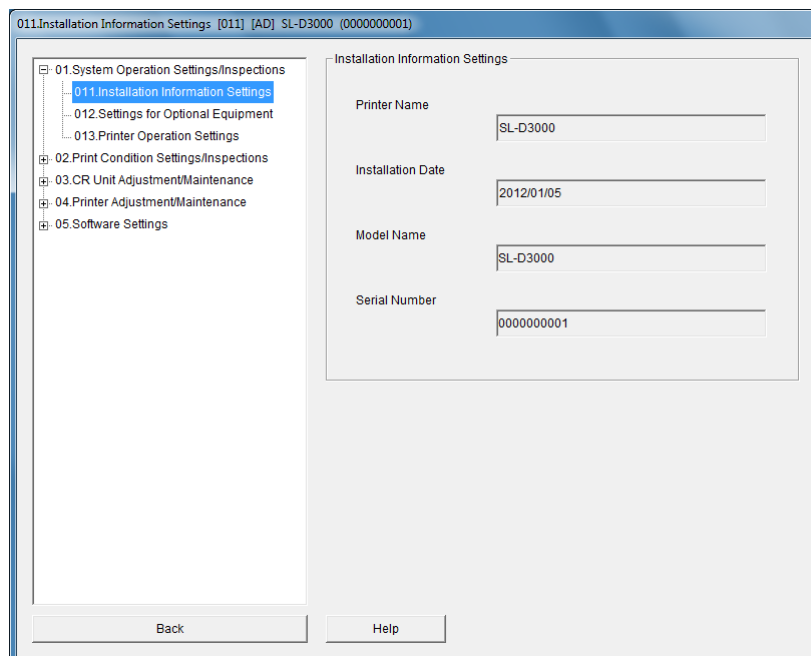 011.Installation Information Settings [011] [AD] SL-D3000 (0000000001)
01.System Operation Settings/Inspections
011.Installation Information Settings
012.Settings for Optional Equipment
013.Printer Operation Settings
02.Print Condition Settings/Inspections
03.CR Unit Adjustment/Maintenance
04.Printer Adjustment/Maintenance
05.Software Settings
Installation Information Settings
Printer Name
SL-D3000
Installation Date
2012/01/05
Model Name
SL-D3000
Serial Number
0000000001
Back
Help